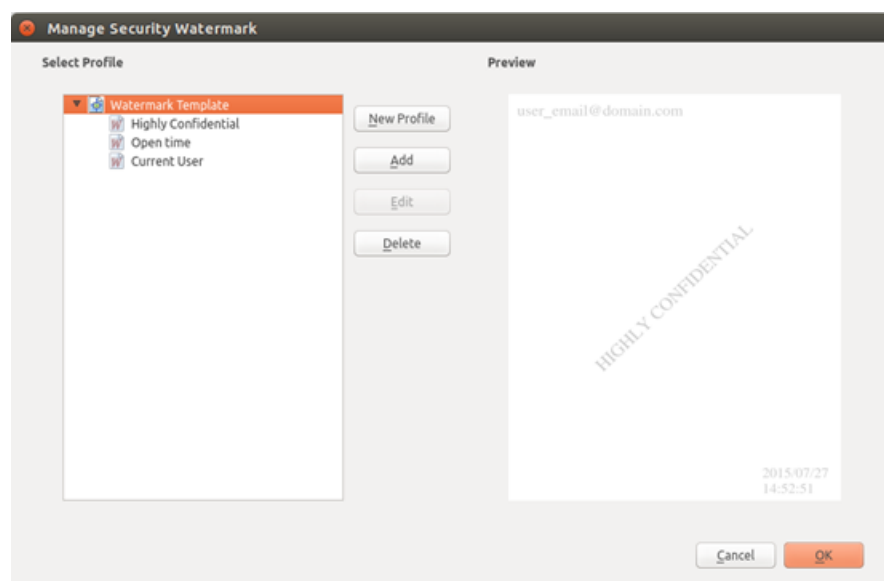 Manage Security Watermark
Select Profile
Preview
Watermark Template
Highly Confidential
Open time
Current User
New Profile
Add
Edit
Delete
user_email@domain.com
HIGHLY CONFIDENTIAL
2015/07/27
14:52:51
Cancel
OK